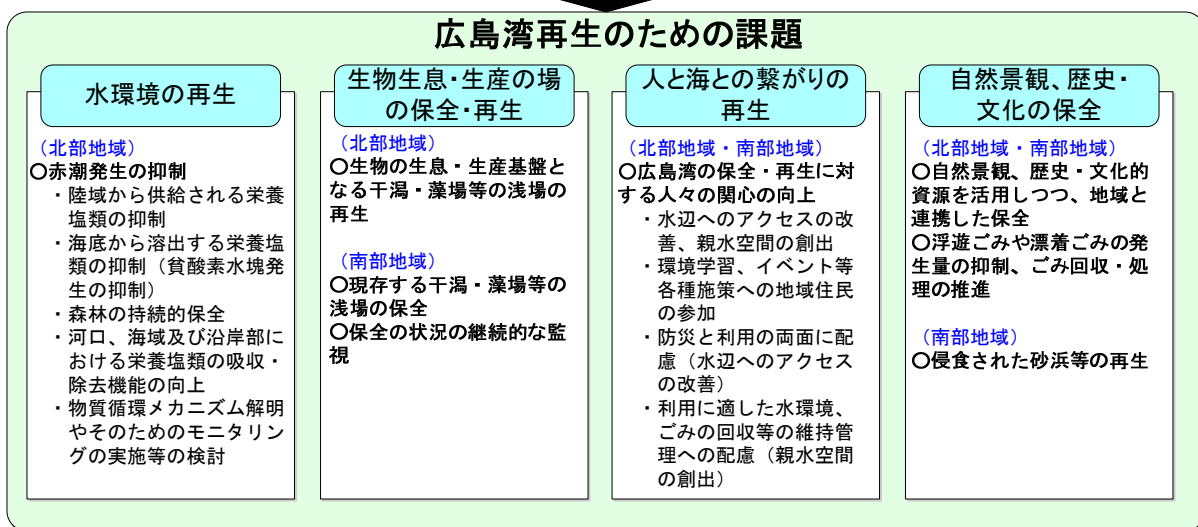 広島湾再生のための課題
水環境の再生
(北部地域)
○赤潮発生の抑制
・陸域から供給される栄養
塩類の抑制
・海底から溶出する栄養塩
類の抑制(貧酸素水塊発
生の抑制)
・森林の持続的保全
・河口、海域及び沿岸部に
おける栄養塩類の吸収・
除去機能の向上
・物質循環メカニズム解明
やそのためのモニタリン
グの実施等の検討
生物生息・生産の場
の保全・再生
(北部地域)
○生物の生息・生産基盤と
なる干潟・藻場等の浅場の
再生
(南部地域)
○現存する干潟・藻場等の
浅場の保全
○保全の状況の継続的な監
視
人と海との繋がりの
再生
(北部地域・南部地域)
○広島湾の保全・再生に対
する人々の関心の向上
・水辺へのアクセスの改
善、親水空間の創出
・環境学習、イベント等
各種施策への地域住民
の参加
・防災と利用の両面に配
慮(水辺へのアクセス
の改善)
・利用に適した水環境、
ごみの回収等の維持管
理への配慮(親水空間
の創出)
自然景観、歴史・
文化の保全
(北部地域・南部地域)
○自然景観、歴史・文化的
資源を活用しつつ、地域と
連携した保全
○浮遊ごみや漂着ごみの発
生量の抑制、ごみ回収・処
理の推進
(南部地域)
○侵食された砂浜等の再生